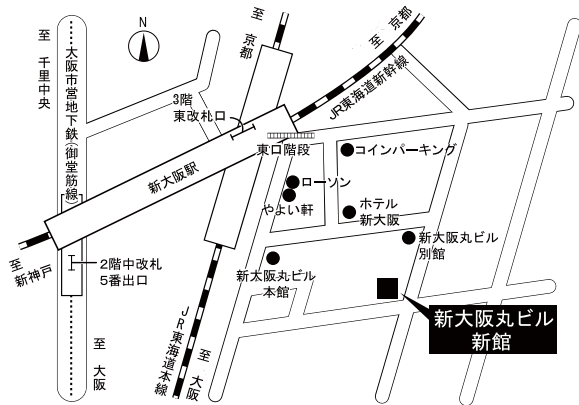 N
至 千里中央
大阪市営地下鉄(御堂筋線)
至 京都
至 京都
JR東海道新幹線
3階
東改札口
東口階段
コインパーキング
新大阪駅
ローソン
やよい軒
ホテル
新大阪
新大阪丸ビル
別館
至
新神戸
2階中改札
5番出口
新大阪丸ビル
本館
新大阪丸ビル
新館
JR東海道本線
至 大阪
至 大阪